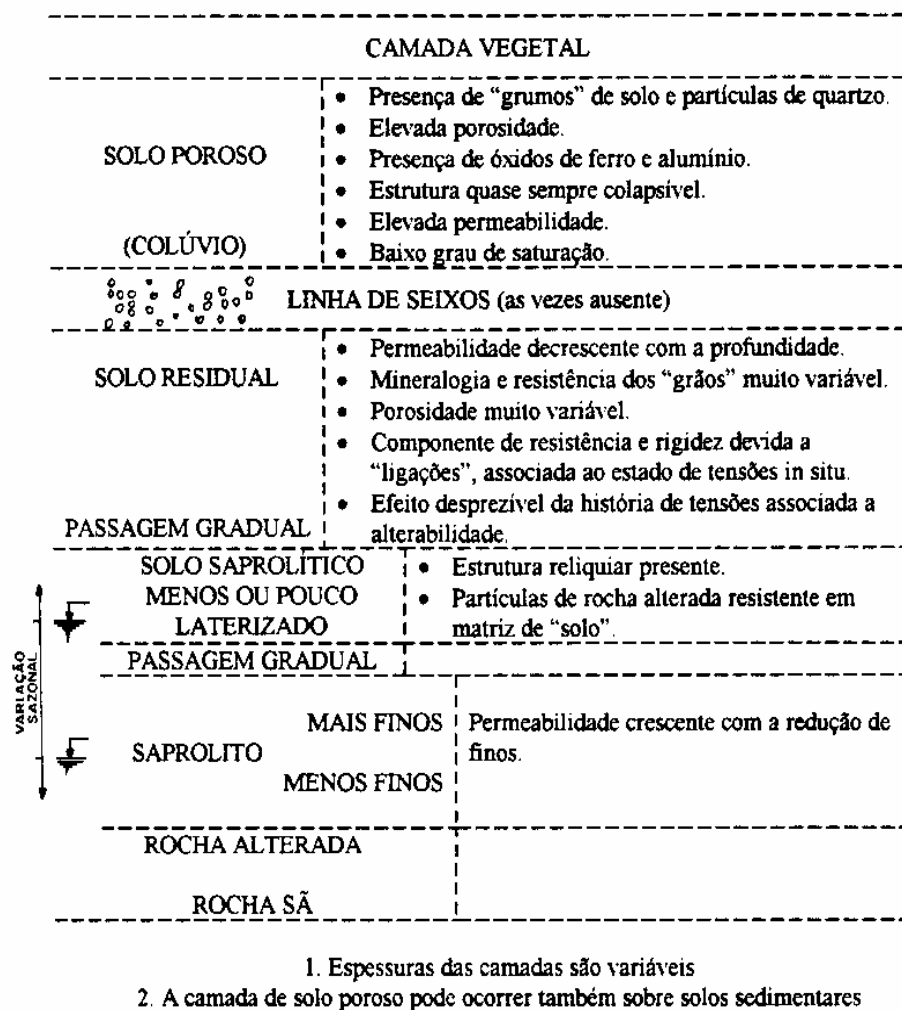 CAMADA VEGETAL
SOLO POROSO
(COLÚVIO)
• Presença de “grumos” de solo e partículas de quartzo.
• Elevada porosidade.
• Presença de óxidos de ferro e alumínio.
• Estrutura quase sempre colapsível.
• Elevada permeabilidade.
• Baixo grau de saturação.
LINHA DE SEIXOS (as vezes ausente)
SOLO RESIDUAL
PASSAGEM GRADUAL
• Permeabilidade decrescente com a profundidade.
• Mineralogia e resistência dos “grãos” muito variável.
• Porosidade muito variável.
• Componente de resistência e rigidez devida a
“ligações”, associada ao estado de tensões in situ.
• Efeito desprezível da história de tensões associada a
alterabilidade.
SOLO SAPROLÍTICO
MENOS OU POUCO
LATERIZADO
• Estrutura reliquiar presente.
• Partículas de rocha alterada resistente em
matriz de “solo”.
PASSAGEM GRADUAL
VARIAÇÃO
SAZONAL
MAIS FINOS
SAPROLITO
MENOS FINOS
Permeabilidade crescente com a redução de
finos.
ROCHA ALTERADA
ROCHA SÃ
1. Espessuras das camadas são variáveis
2. A camada de solo poroso pode ocorrer também sobre solos sedimentares